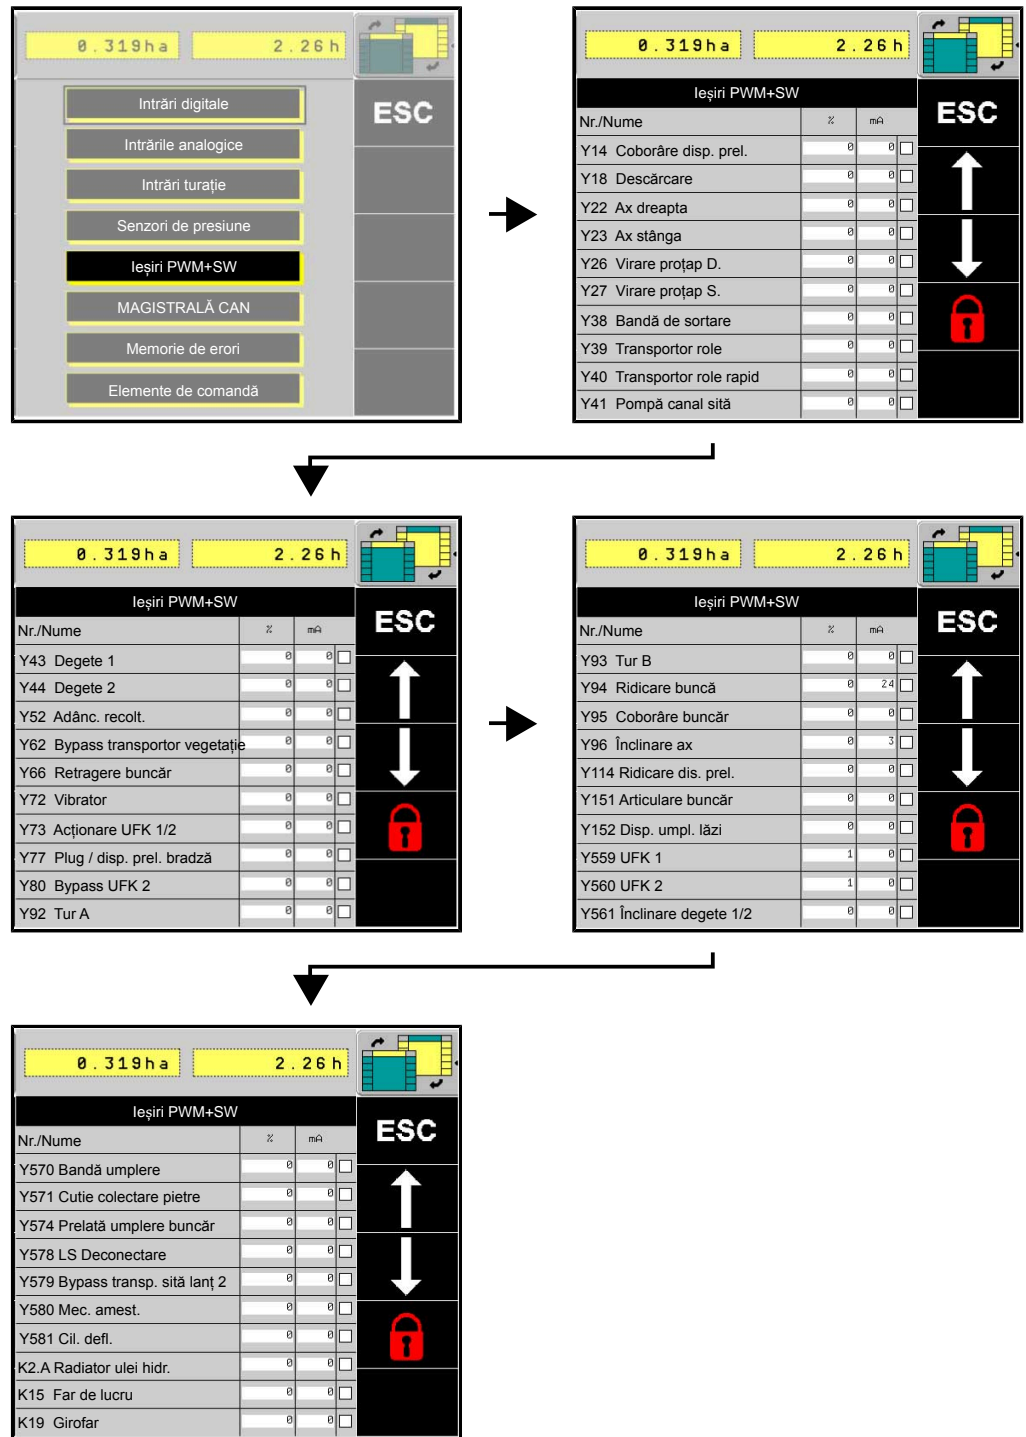 0.319ha 2.26h
ESC
Intrări digitale
Intrările analogice
Intrări turație
Senzori de presiune
Ieșiri PWM+SW
MAGISTRALĂ CAN
Memorie de erori
Elemente de comandă
0.319ha 2.26h
Ieșiri PWM+SW
ESC
Nr./Nume % mA
Y14 Coborâre disp. prel. 0 0
Y18 Descărcare 0 0
Y22 Ax dreapta 0 0
Y23 Ax stânga 0 0
Y26 Virare proțap D. 0 0
Y27 Virare proțap S. 0 0
Y38 Bandă de sortare 0 0
Y39 Transportor role 0 0
Y40 Transportor role rapid 0 0
Y41 Pompă canal sită 0 0
0.319ha 2.26h
Ieșiri PWM+SW
ESC
Nr./Nume % mA
Y43 Degete 1 0 0
Y44 Degete 2 0 0
Y52 Adânc. recolt. 0 0
Y62 Bypass transportor vegetație 0 0
Y66 Retragere buncăr 0 0
Y72 Vibrator 0 0
Y73 Acționare UFK 1/2 0 0
Y77 Plug / disp. prel. bradză 0 0
Y80 Bypass UFK 2 0 0
Y92 Tur A 0 0
0.319ha 2.26h
Ieșiri PWM+SW
ESC
Nr./Nume % mA
Y93 Tur B 0 0
Y94 Ridicare buncă 0 24
Y95 Coborâre buncăr 0 0
Y96 Înclinare ax 0 3
Y114 Ridicare dis. prel. 0 0
Y151 Articulare buncăr 0 0
Y152 Disp. umpl. lăzi 0 0
Y559 UFK 1 1 0
Y560 UFK 2 1 0
Y561 Înclinare degete 1/2 0 0
0.319ha 2.26h
Ieșiri PWM+SW
ESC
Nr./Nume % mA
Y570 Bandă umplere 0 0
Y571 Cutie colectare pietre 0 0
Y574 Prelată umplere buncăr 0 0
Y578 LS Deconectare 0 0
Y579 Bypass transp. sită lanț 2 0 0
Y580 Mec. amest. 0 0
Y581 Cil. defl. 0 0
K2.A Radiator ulei hidr. 0 0
K15 Far de lucru 0 0
K19 Girofar 0 0